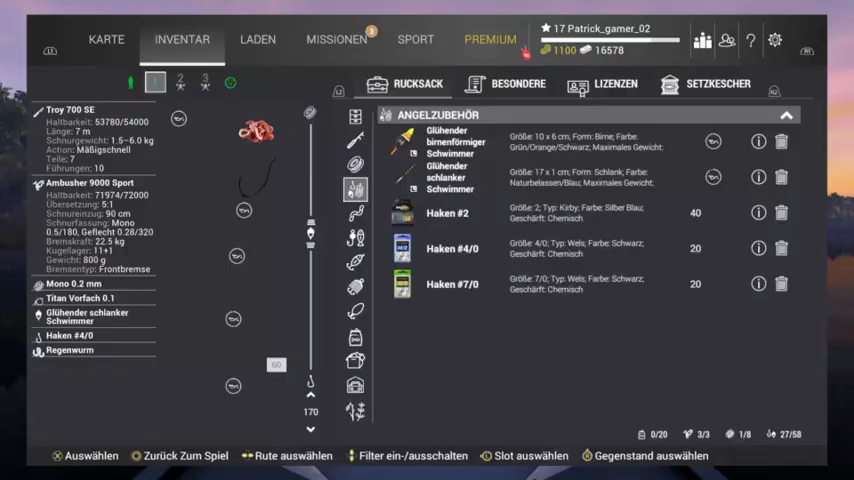 KARTE INVENTAR LADEN MISSIONEN 3 SPORT PREMIUM
17 Patrick_gamer_02
1100 16578
L1
R1
1 2 3
L2 RUCKSACK BESONDERE LIZENZEN SETZKESCHER R2
Troy 700 SE
Haltbarkeit: 53780/54000
Länge: 7 m
Schnurgewicht: 1.5–6.0 kg
Action: Mäßigschnell
Teile: 7
Führungen: 10
Ambusher 9000 Sport
Haltbarkeit: 71974/72000
Übersetzung: 5:1
Schnureinzug: 90 cm
Schnurfassung: Mono
0.5/180, Geflecht 0.28/320
Bremskraft: 22.5 kg
Kugellager: 11+1
Gewicht: 800 g
Bremsentyp: Frontbremse
Mono 0.2 mm
Titan Vorfach 0.1
Glühender schlanker
Schwimmer
Haken #4/0
Regenwurm
60
170
ANGELZUBEHÖR
Glühender
birnenförmiger
Schwimmer
Größe: 10 x 6 cm; Form: Birne; Farbe:
Grün/Orange/Schwarz; Maximales Gewicht:
Glühender
schlanker
Schwimmer
Größe: 17 x 1 cm; Form: Schlank; Farbe:
Naturbelassen/Blau; Maximales Gewicht:
Haken #2
Größe: 2; Typ: Kirby; Farbe: Silber Blau;
Geschärft: Chemisch
40
Haken #4/0
Größe: 4/0; Typ: Wels; Farbe: Schwarz;
Geschärft: Chemisch
20
Haken #7/0
Größe: 7/0; Typ: Wels; Farbe: Schwarz;
Geschärft: Chemisch
20
0/20 3/3 1/8 27/58
Auswählen Zurück Zum Spiel Rute auswählen Filter ein-/ausschalten Slot auswählen Gegenstand auswählen